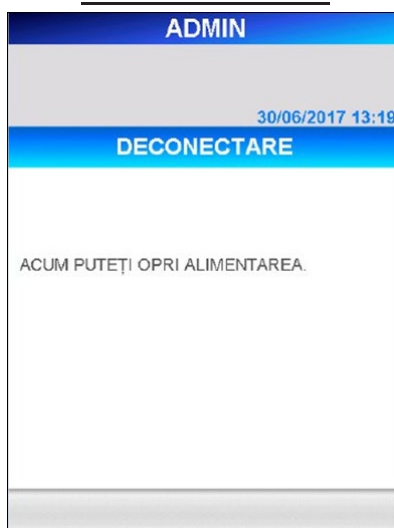 ADMIN
30/06/2017 13:19
DECONECTARE
ACUM PUTEȚI OPRI ALIMENTAREA.